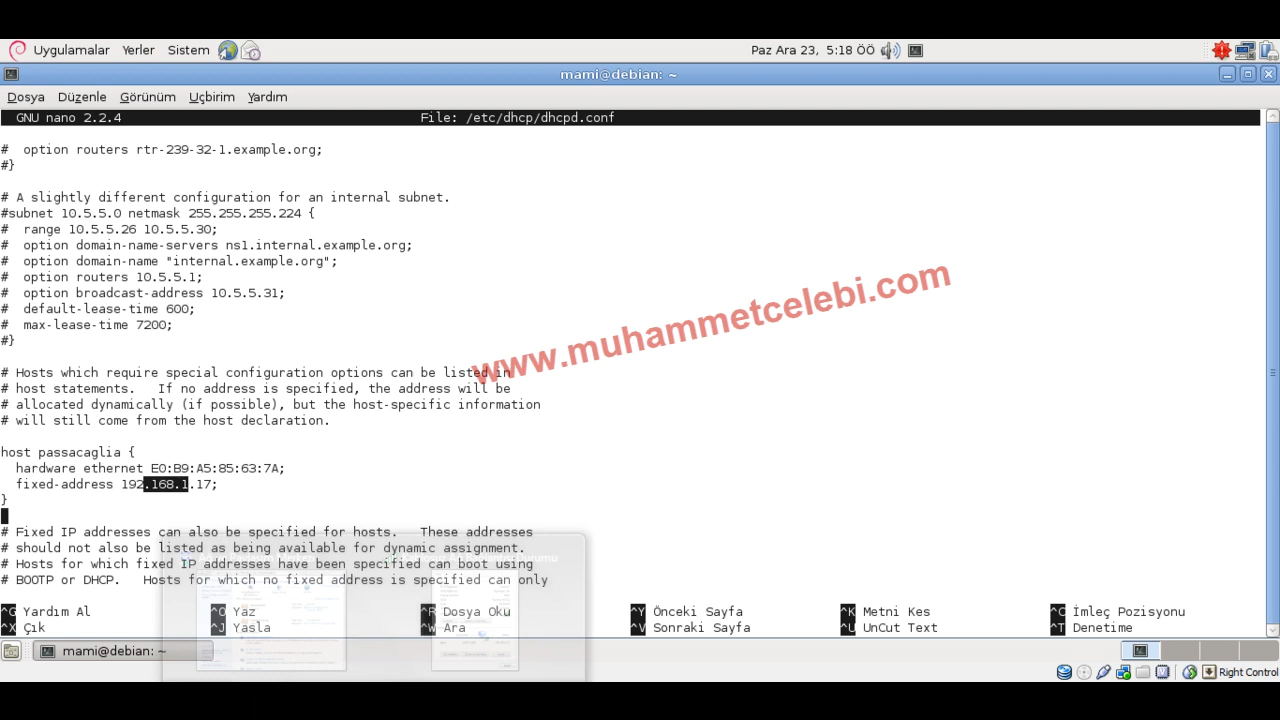 Uygulamalar Yerler Sistem
Paz Ara 23, 5:18 ÖÖ
mami@debian: ~
Dosya Düzenle Görünüm Uçbirim Yardım
GNU nano 2.2.4 File: /etc/dhcp/dhcpd.conf
#  option routers rtr-239-32-1.example.org;
#}
# A slightly different configuration for an internal subnet.
#subnet 10.5.5.0 netmask 255.255.255.224 {
#  range 10.5.5.26 10.5.5.30;
#  option domain-name-servers ns1.internal.example.org;
#  option domain-name "internal.example.org";
#  option routers 10.5.5.1;
#  option broadcast-address 10.5.5.31;
#  default-lease-time 600;
#  max-lease-time 7200;
#}
www.muhammetcelebi.com
# Hosts which require special configuration options can be listed in
# host statements.   If no address is specified, the address will be
# allocated dynamically (if possible), but the host-specific information
# will still come from the host declaration.
host passacaglia {
  hardware ethernet E0:B9:A5:85:63:7A;
  fixed-address 192.168.1.17;
}
# Fixed IP addresses can also be specified for hosts.   These addresses
# should not also be listed as being available for dynamic assignment.
# Hosts for which fixed IP addresses have been specified can boot using
# BOOTP or DHCP.   Hosts for which no fixed address is specified can only
^G Yardım Al ^O Yaz ^R Dosya Oku ^Y Önceki Sayfa ^K Metni Kes ^C İmleç Pozisyonu
^X Çık ^J Yasla ^W Ara ^V Sonraki Sayfa ^U UnCut Text ^T Denetime
mami@debian: ~
Right Control